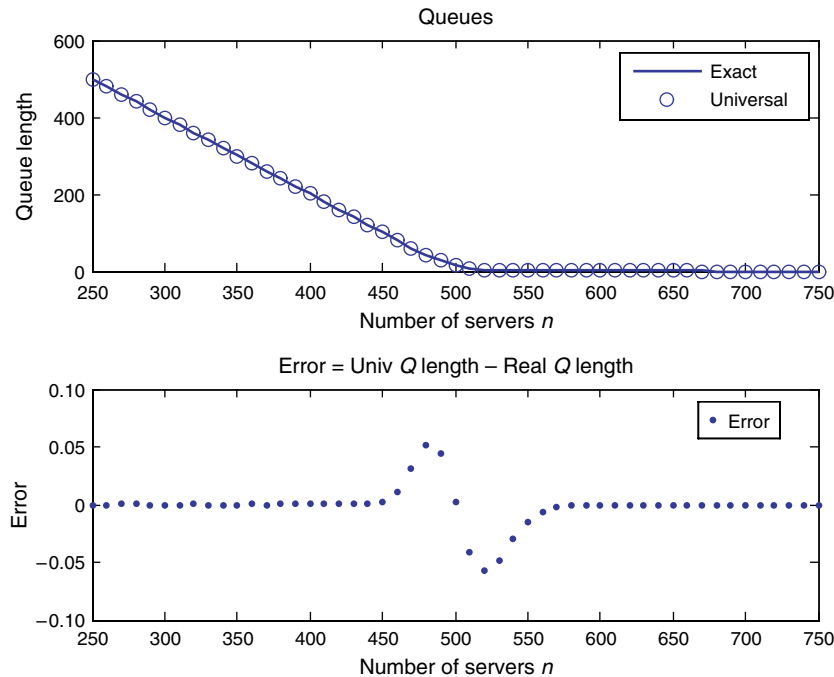 Queues
600
400
200
0
Queue length
Exact
Universal
250 300 350 400 450 500 550 600 650 700 750
Number of servers n
Error = Univ Q length – Real Q length
0.10
0.05
0
−0.05
−0.10
Error
Error
250 300 350 400 450 500 550 600 650 700 750
Number of servers n